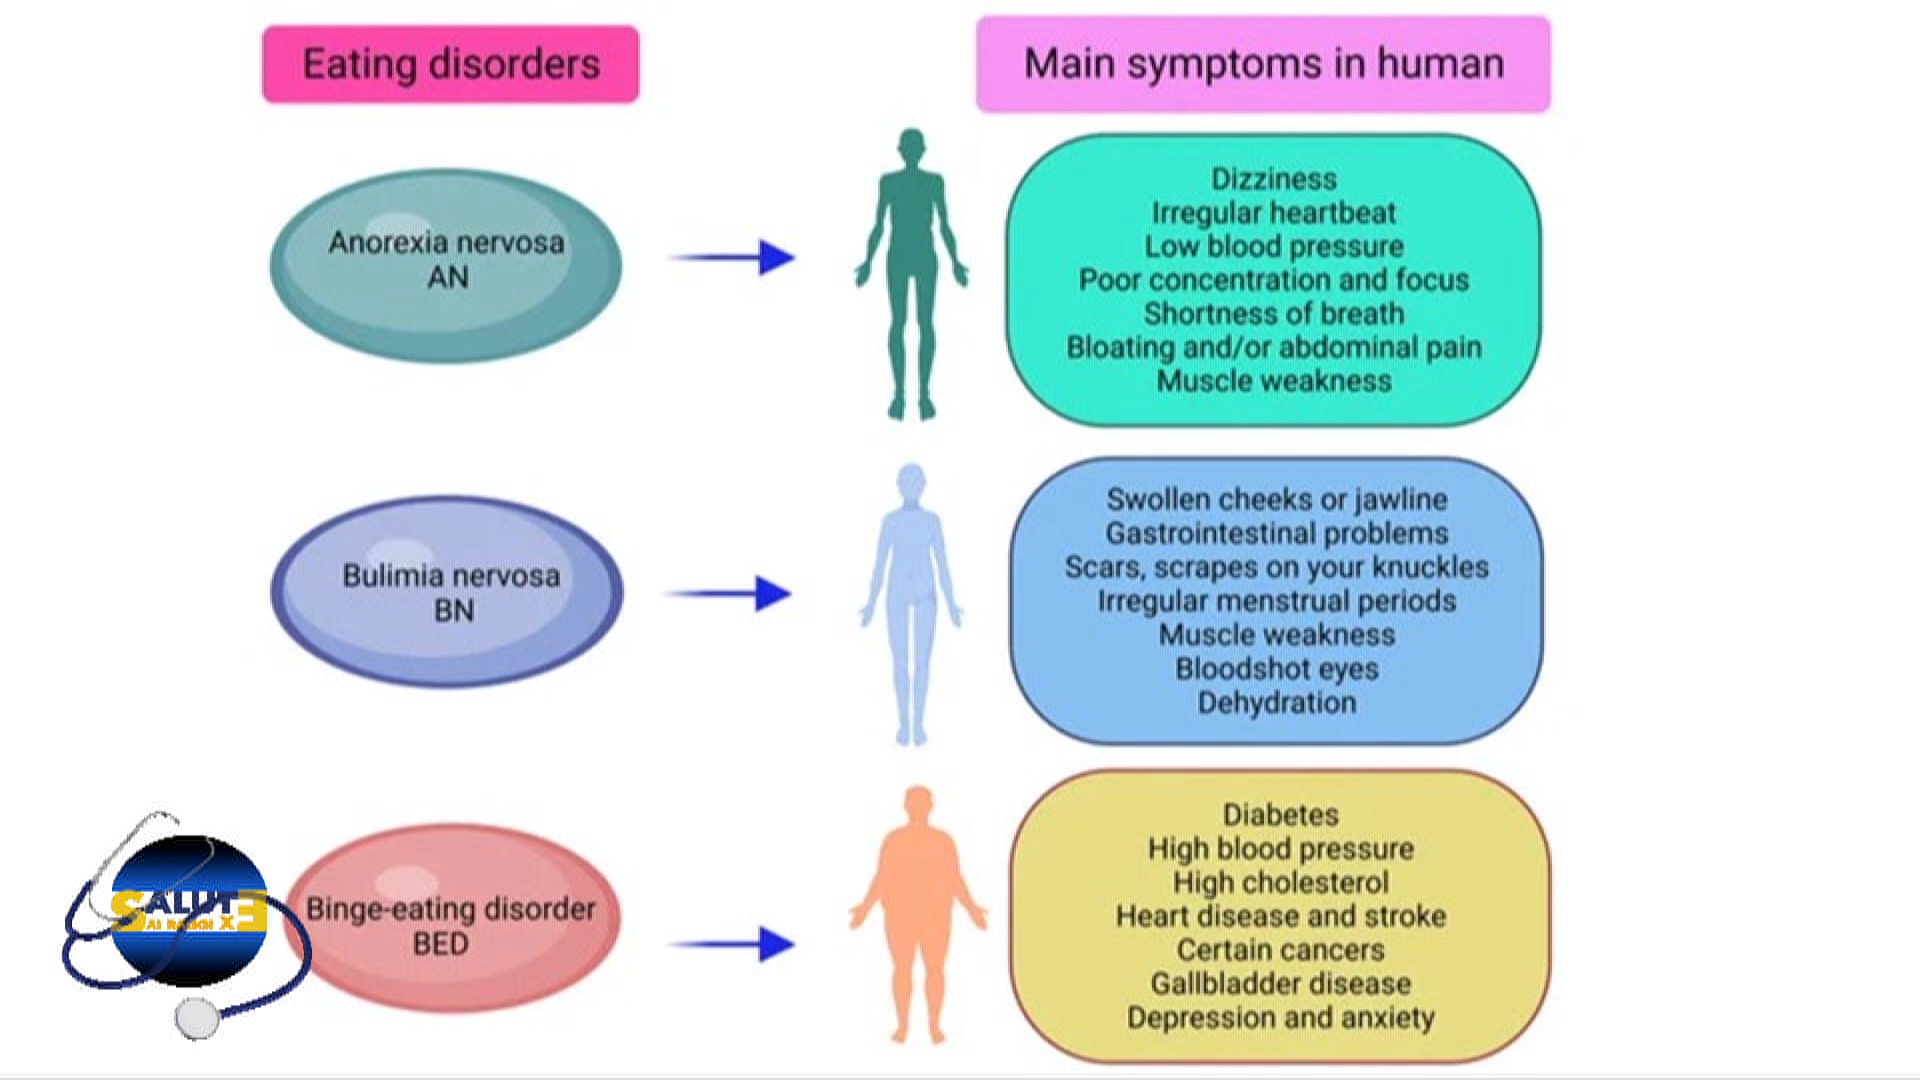 Eating disorders
Main symptoms in human
Anorexia nervosa
AN
Dizziness
Irregular heartbeat
Low blood pressure
Poor concentration and focus
Shortness of breath
Bloating and/or abdominal pain
Muscle weakness
Bulimia nervosa
BN
Swollen cheeks or jawline
Gastrointestinal problems
Scars, scrapes on your knuckles
Irregular menstrual periods
Muscle weakness
Bloodshot eyes
Dehydration
Binge-eating disorder
BED
Diabetes
High blood pressure
High cholesterol
Heart disease and stroke
Certain cancers
Gallbladder disease
Depression and anxiety
SALUTE
AI RAGGI X